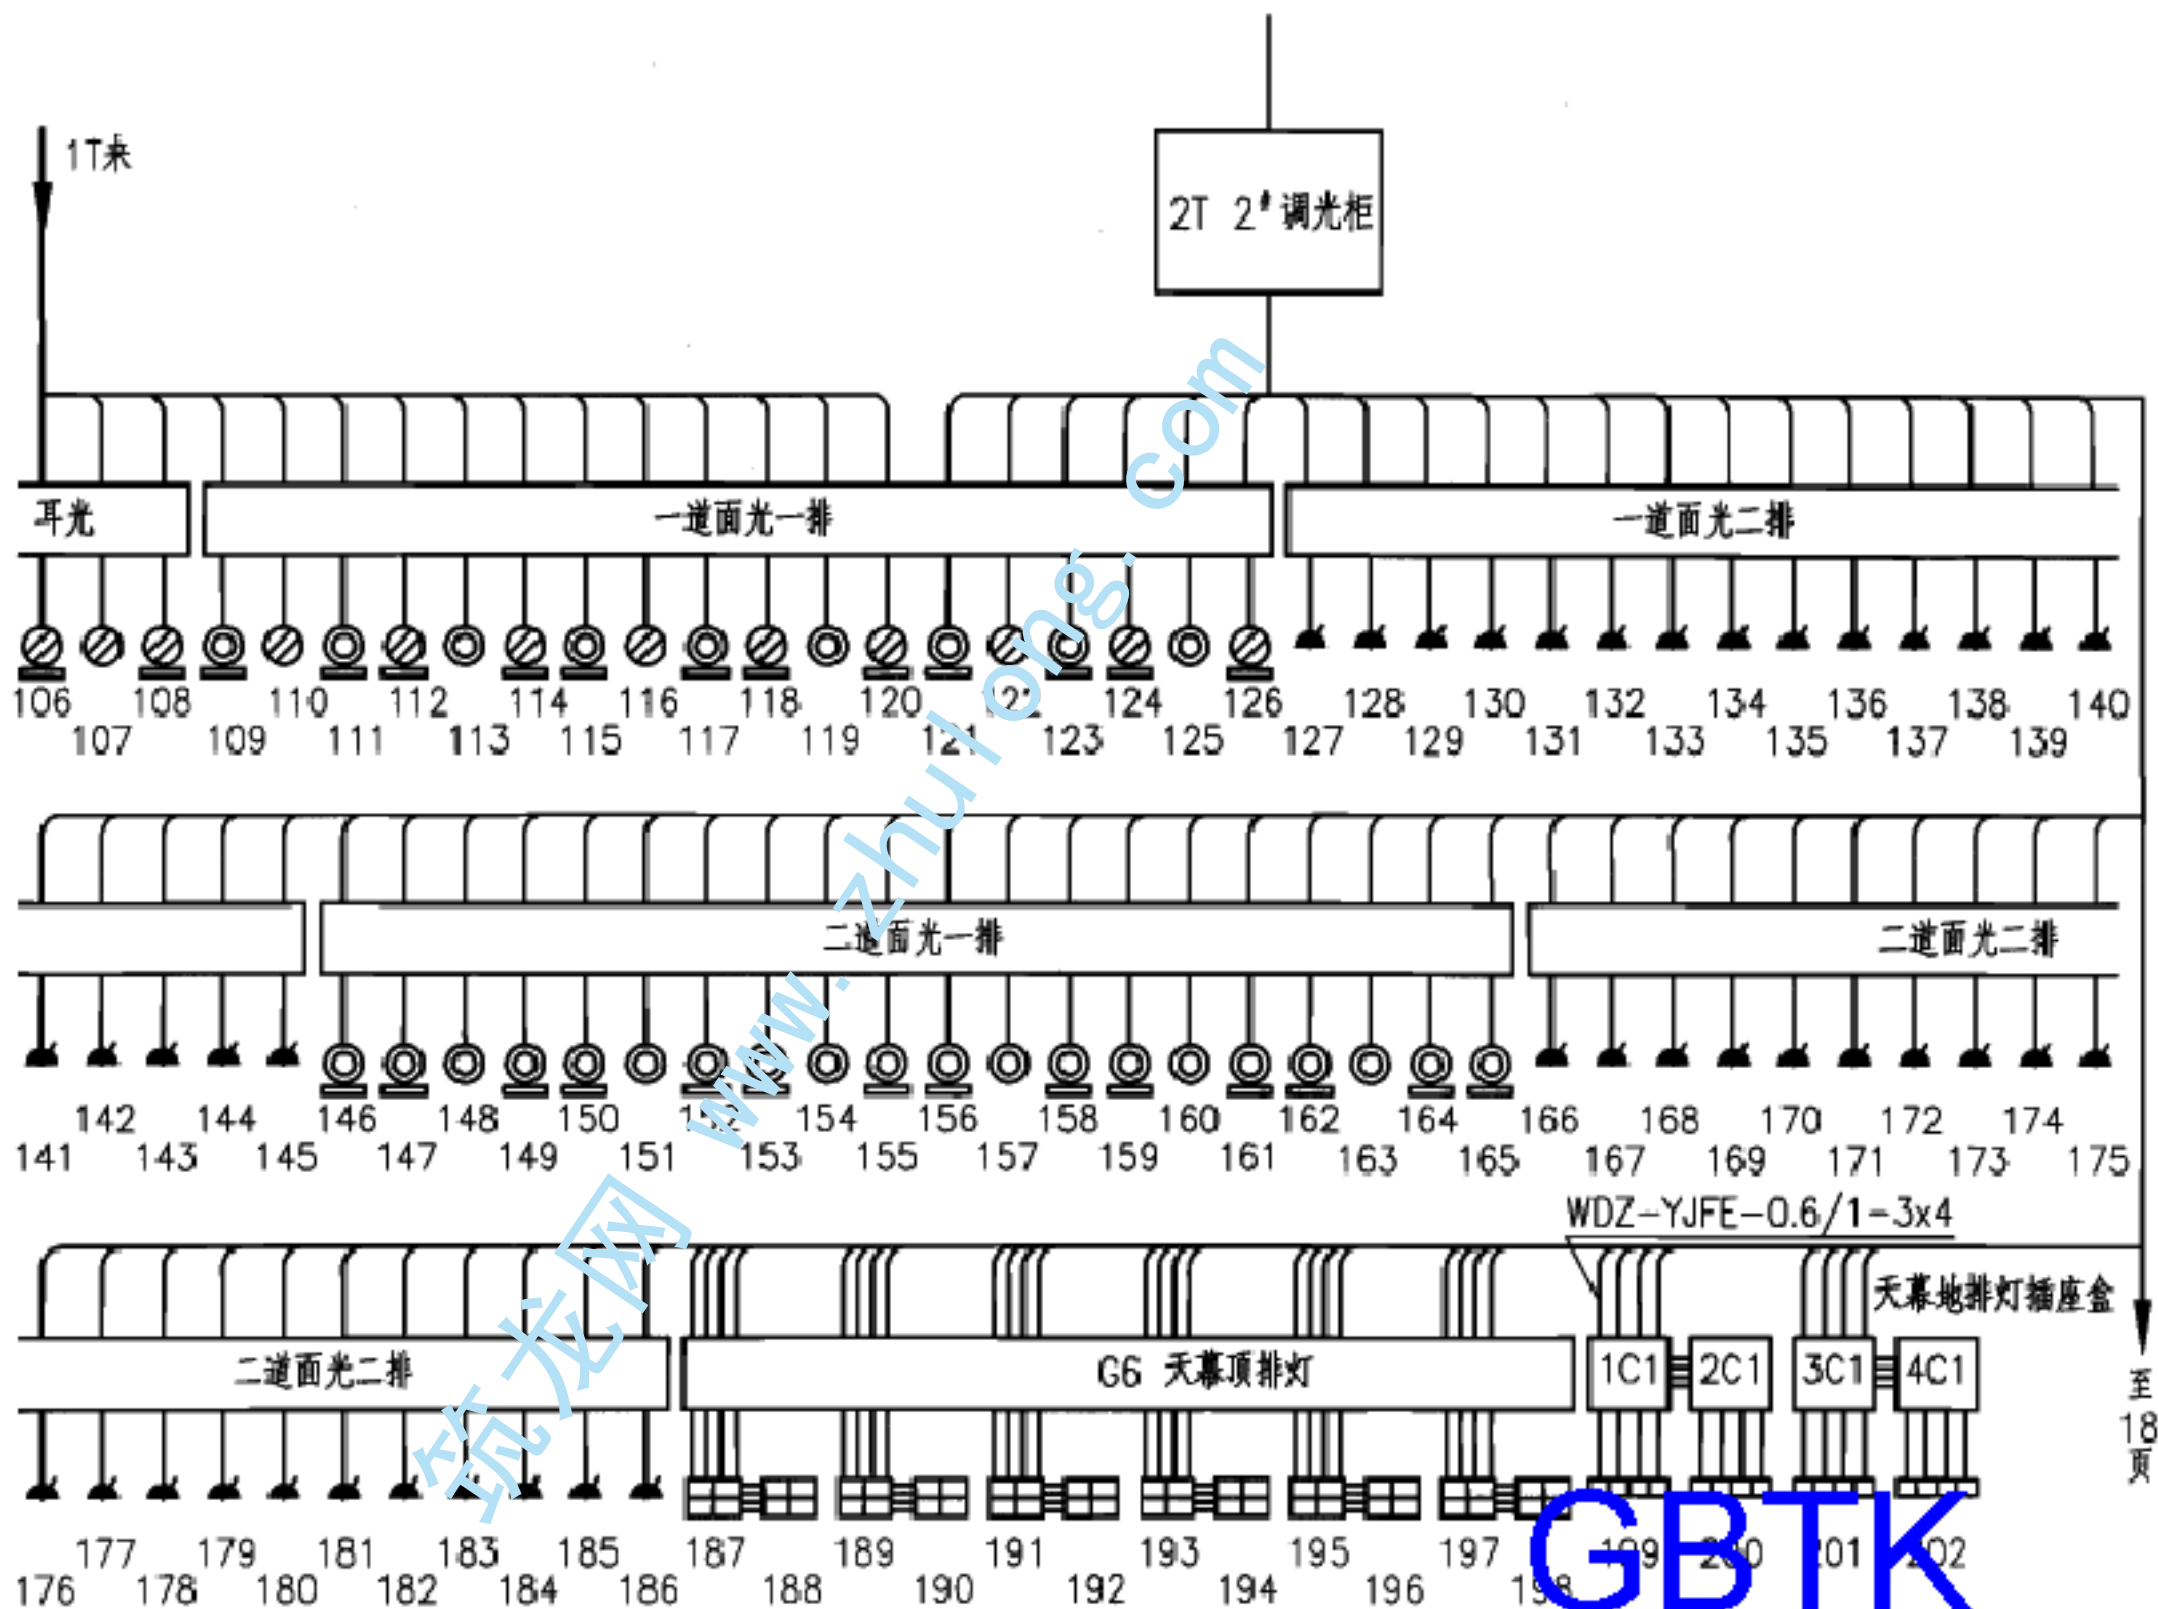 1T来
2T 2#调光柜
耳光
一道面光一排
一道面光二排
106 108 110 112 114 116 118 120 122 124 126 128 130 132 134 136 138 140
107 109 111 113 115 117 119 121 123 125 127 129 131 133 135 137 139
二道面光一排
二道面光二排
142 144 146 148 150 152 154 156 158 160 162 164 166 168 170 172 174
141 143 145 147 149 151 153 155 157 159 161 163 165 167 169 171 173 175
WDZ-YJFE-0.6/1-3x4
天幕地排灯插座盒
二道面光二排
G6 天幕顶排灯
1C1 2C1 3C1 4C1
至
18
页
177 179 181 183 185 187 189 191 193 195 197 199 200 201 202
176 178 180 182 184 186 188 190 192 194 196 198
筑龙网 www.zhulong.com
GBTK